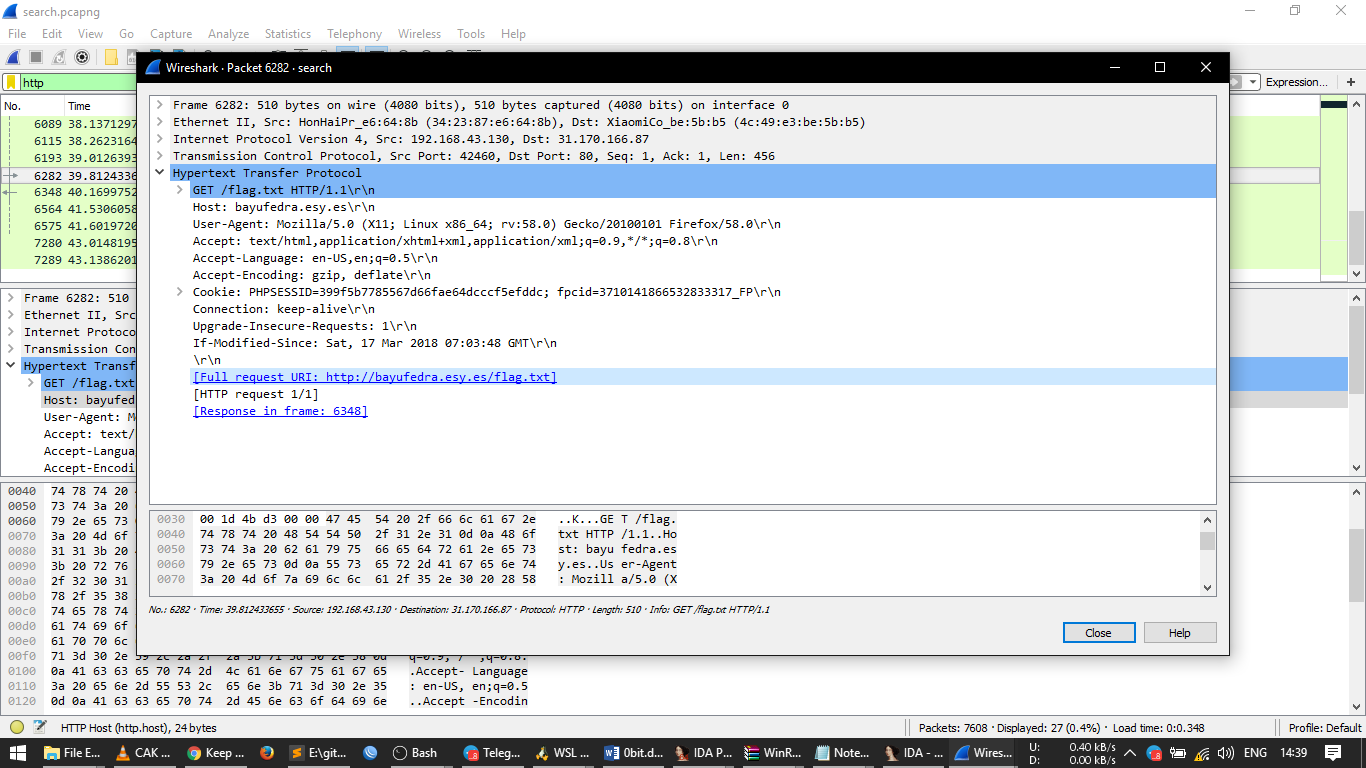 search.pcapng
File Edit View Go Capture Analyze Statistics Telephony Wireless Tools Help
http
Expression...
+
No. Time
6089 38.1371297
6115 38.2623164
6193 39.0126393
6282 39.8124336
6348 40.1699752
6564 41.5306058
6575 41.6019720
7280 43.0148195
7289 43.1386201
Frame 6282: 510
Ethernet II, Src
Internet Protoco
Transmission Con
Hypertext Transf
GET /flag.txt
Host: bayufed
User-Agent: M
Accept: text/
Accept-Langua
Accept-Encodi
Wireshark · Packet 6282 · search
Frame 6282: 510 bytes on wire (4080 bits), 510 bytes captured (4080 bits) on interface 0
Ethernet II, Src: HonHaiPr_e6:64:8b (34:23:87:e6:64:8b), Dst: XiaomiCo_be:5b:b5 (4c:49:e3:be:5b:b5)
Internet Protocol Version 4, Src: 192.168.43.130, Dst: 31.170.166.87
Transmission Control Protocol, Src Port: 42460, Dst Port: 80, Seq: 1, Ack: 1, Len: 456
Hypertext Transfer Protocol
GET /flag.txt HTTP/1.1\r\n
Host: bayufedra.esy.es\r\n
User-Agent: Mozilla/5.0 (X11; Linux x86_64; rv:58.0) Gecko/20100101 Firefox/58.0\r\n
Accept: text/html,application/xhtml+xml,application/xml;q=0.9,*/*;q=0.8\r\n
Accept-Language: en-US,en;q=0.5\r\n
Accept-Encoding: gzip, deflate\r\n
Cookie: PHPSESSID=399f5b7785567d66fae64dcccf5efddc; fpcid=3710141866532833317_FP\r\n
Connection: keep-alive\r\n
Upgrade-Insecure-Requests: 1\r\n
If-Modified-Since: Sat, 17 Mar 2018 07:03:48 GMT\r\n
\r\n
[Full request URI: http://bayufedra.esy.es/flag.txt]
[HTTP request 1/1]
[Response in frame: 6348]
0030 00 1d 4b d3 00 00 47 45 54 20 2f 66 6c 61 67 2e ..K...GE T /flag.
0040 74 78 74 20 48 54 54 50 2f 31 2e 31 0d 0a 48 6f txt HTTP /1.1..Ho
0050 73 74 3a 20 62 61 79 75 66 65 64 72 61 2e 65 73 st: bayu fedra.es
0060 79 2e 65 73 0d 0a 55 73 65 72 2d 41 67 65 6e 74 y.es..Us er-Agent
0070 3a 20 4d 6f 7a 69 6c 6c 61 2f 35 2e 30 20 28 58 : Mozill a/5.0 (X
No.: 6282 · Time: 39.812433655 · Source: 192.168.43.130 · Destination: 31.170.166.87 · Protocol: HTTP · Length: 510 · Info: GET /flag.txt HTTP/1.1
Close Help
0040 74 78 74 20
0050 73 74 3a 20
0060 79 2e 65 73
0070 3a 20 4d 6f
0080 31 31 3b 20
0090 3b 20 72 76
00a0 2f 32 30 31
00b0 78 2f 35 38
00c0 74 65 78 74
00d0 61 74 69 6f
00e0 61 70 70 6c
00f0 71 3d 30 2e 39 2c 2a 2f 2a 3b 71 3d 30 2e 38 0d q=0.9,*/ *;q=0.8.
0100 0a 41 63 63 65 70 74 2d 4c 61 6e 67 75 61 67 65 .Accept- Language
0110 3a 20 65 6e 2d 55 53 2c 65 6e 3b 71 3d 30 2e 35 : en-US, en;q=0.5
0120 0d 0a 41 63 63 65 70 74 2d 45 6e 63 6f 64 69 6e ..Accept -Encodin
HTTP Host (http.host), 24 bytes
Packets: 7608 · Displayed: 27 (0.4%) · Load time: 0:0.348
Profile: Default
File E... CAK ... Keep ... E:\git... Bash Teleg... WSL ... 0bit.d... IDA P... WinR... Note... IDA - ... Wires...
U: 0.40 kB/s
D: 0.00 kB/s
ENG 14:39